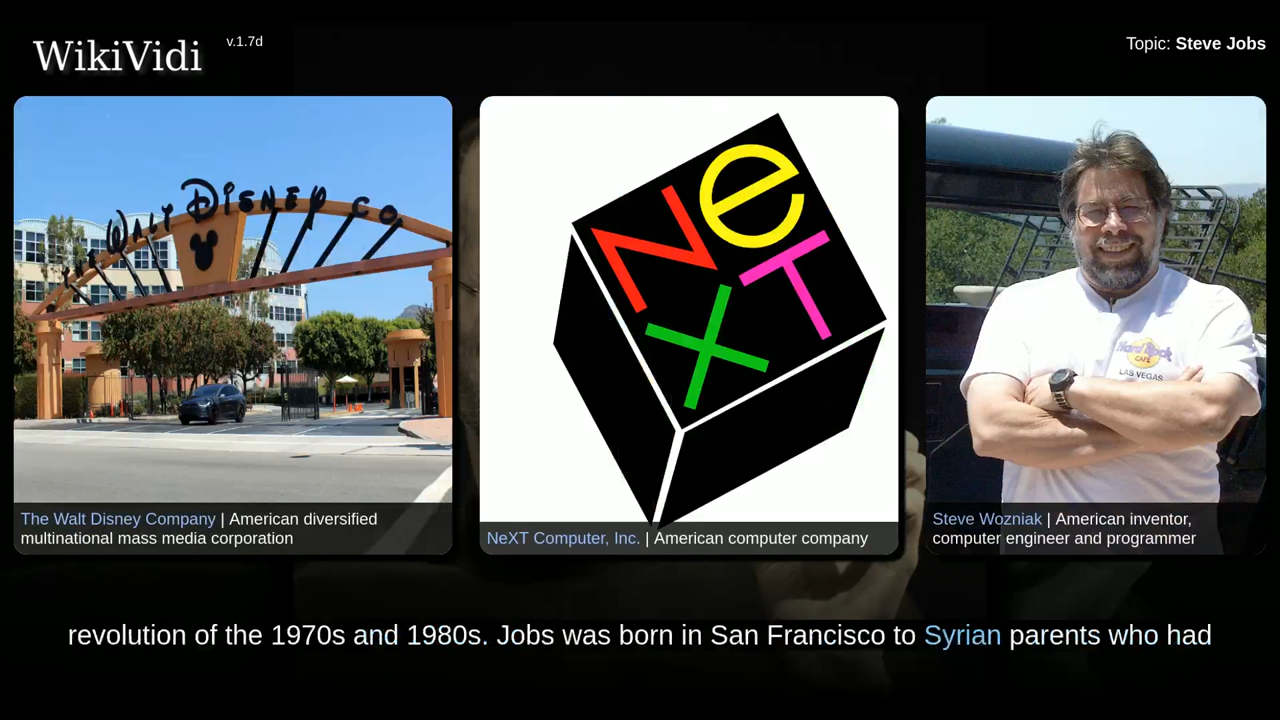 WikiVidi
v.1.7d
Topic: Steve Jobs
THE WALT DISNEY CO
NeXT
Hard Rock
CAFE
LAS VEGAS
The Walt Disney Company | American diversified
multinational mass media corporation
NeXT Computer, Inc. | American computer company
Steve Wozniak | American inventor,
computer engineer and programmer
revolution of the 1970s and 1980s. Jobs was born in San Francisco to Syrian parents who had